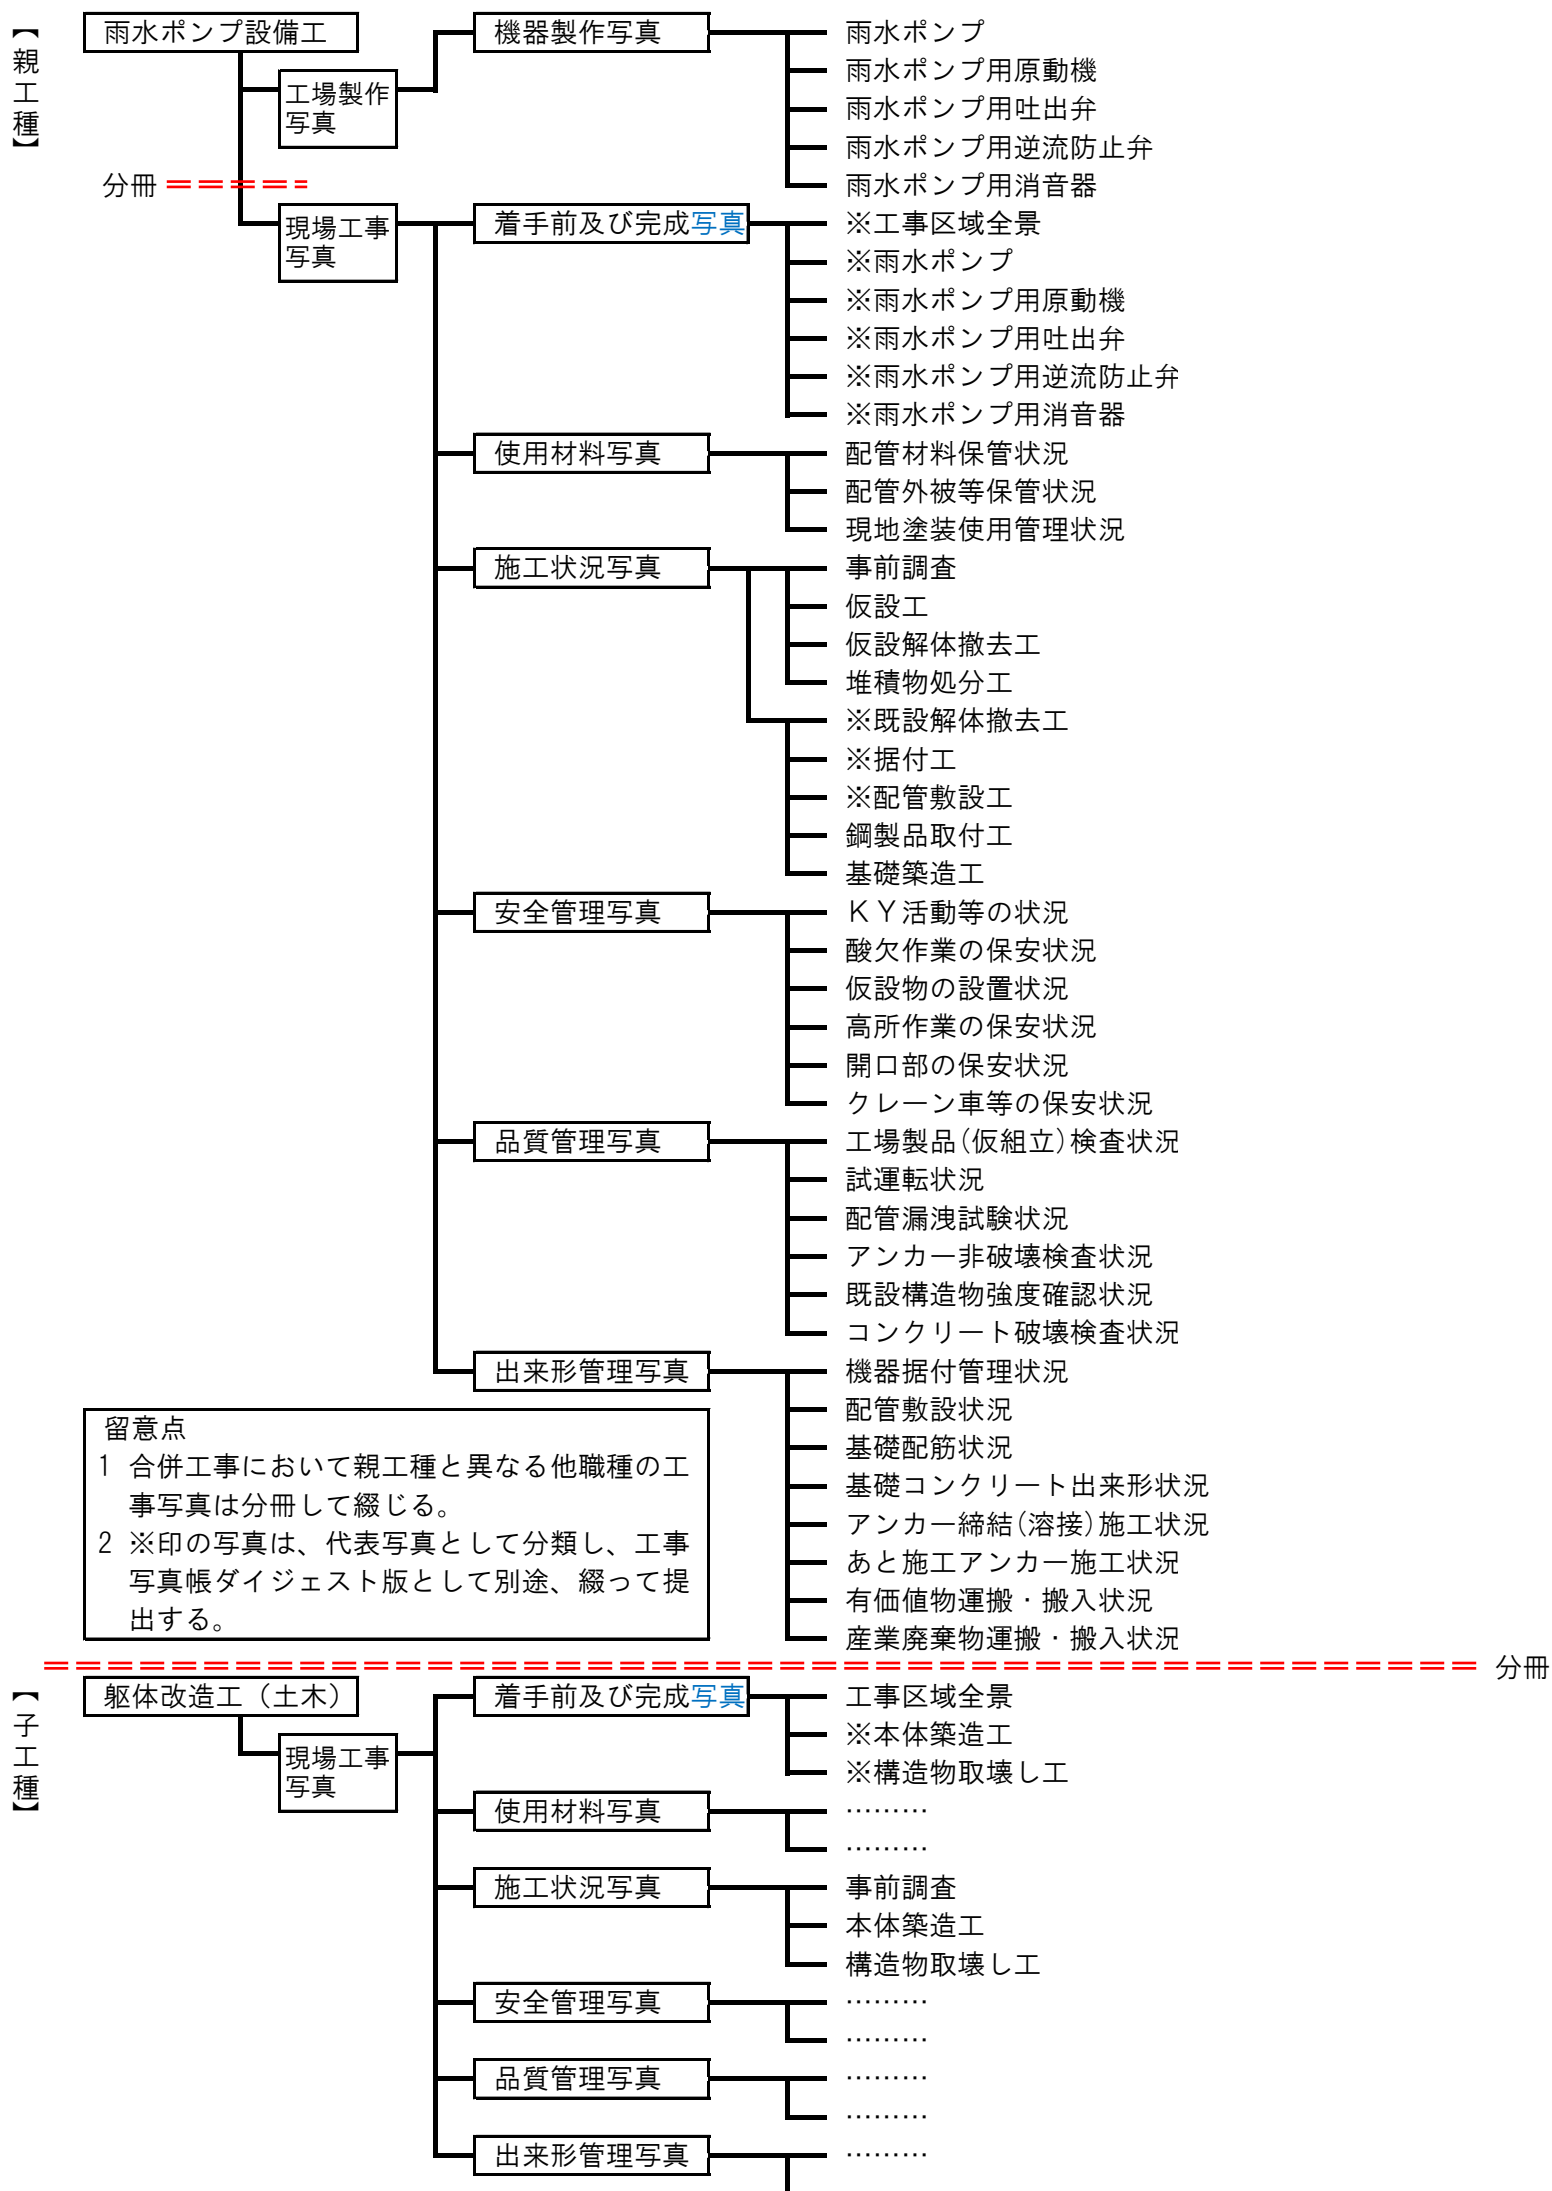 【親工種】
雨水ポンプ設備工
機器製作写真
雨水ポンプ
雨水ポンプ用原動機
工場製作
写真
雨水ポンプ用吐出弁
雨水ポンプ用逆流防止弁
雨水ポンプ用消音器
分冊
現場工事
写真
着手前及び完成写真
※工事区域全景
※雨水ポンプ
※雨水ポンプ用原動機
※雨水ポンプ用吐出弁
※雨水ポンプ用逆流防止弁
※雨水ポンプ用消音器
使用材料写真
配管材料保管状況
配管外被等保管状況
現地塗装使用管理状況
施工状況写真
事前調査
仮設工
仮設解体撤去工
堆積物処分工
※既設解体撤去工
※据付工
※配管敷設工
鋼製品取付工
基礎築造工
安全管理写真
ＫＹ活動等の状況
酸欠作業の保安状況
仮設物の設置状況
高所作業の保安状況
開口部の保安状況
クレーン車等の保安状況
品質管理写真
工場製品(仮組立)検査状況
試運転状況
配管漏洩試験状況
アンカー非破壊検査状況
既設構造物強度確認状況
コンクリート破壊検査状況
出来形管理写真
機器据付管理状況
配管敷設状況
基礎配筋状況
基礎コンクリート出来形状況
アンカー締結(溶接)施工状況
あと施工アンカー施工状況
有価値物運搬・搬入状況
産業廃棄物運搬・搬入状況
留意点
1 合併工事において親工種と異なる他職種の工
事写真は分冊して綴じる。
2 ※印の写真は、代表写真として分類し、工事
写真帳ダイジェスト版として別途、綴って提
出する。
分冊
【子工種】
躯体改造工（土木）
現場工事
写真
着手前及び完成写真
工事区域全景
※本体築造工
※構造物取壊し工
使用材料写真
………
………
施工状況写真
事前調査
本体築造工
構造物取壊し工
安全管理写真
………
………
品質管理写真
………
………
出来形管理写真
………